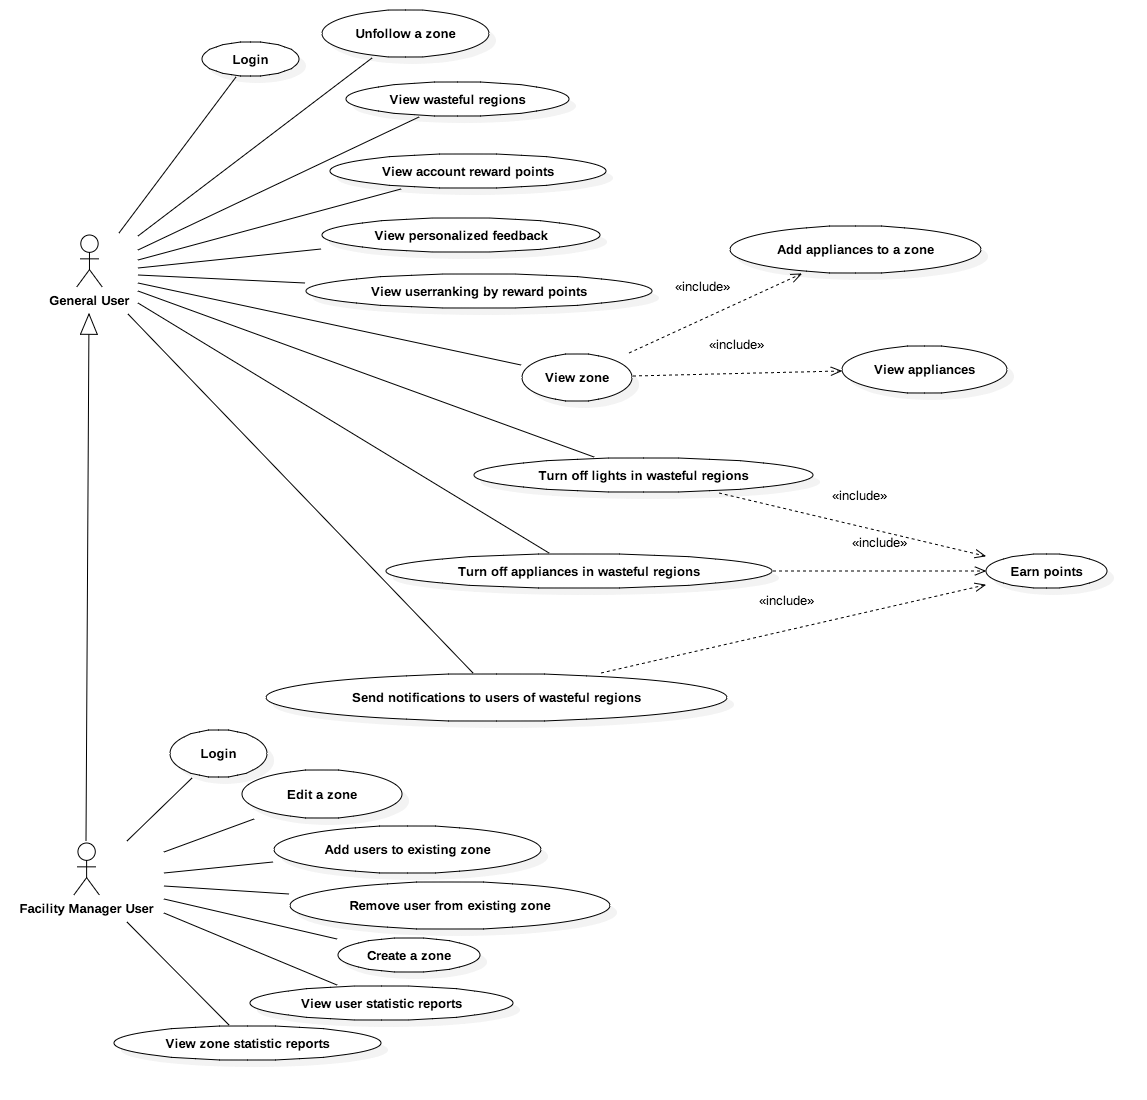 Unfollow a zone
Login
View wasteful regions
View account reward points
View personalized feedback
Add appliances to a zone
«include»
View userranking by reward points
General User
«include»
View appliances
View zone
Turn off lights in wasteful regions
«include»
«include»
Turn off appliances in wasteful regions
Earn points
«include»
Send notifications to users of wasteful regions
Login
Edit a zone
Add users to existing zone
Remove user from existing zone
Facility Manager User
Create a zone
View user statistic reports
View zone statistic reports